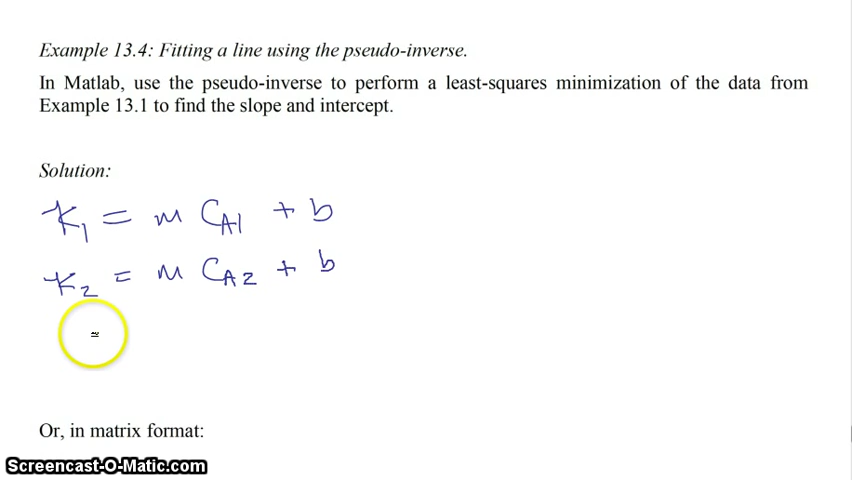 Example 13.4: Fitting a line using the pseudo-inverse.
In Matlab, use the pseudo-inverse to perform a least-squares minimization of the data from
Example 13.1 to find the slope and intercept.
Solution:
K₁ = m C_A1 + b
K₂ = m C_A2 + b
Or, in matrix format:
Screencast-O-Matic.com